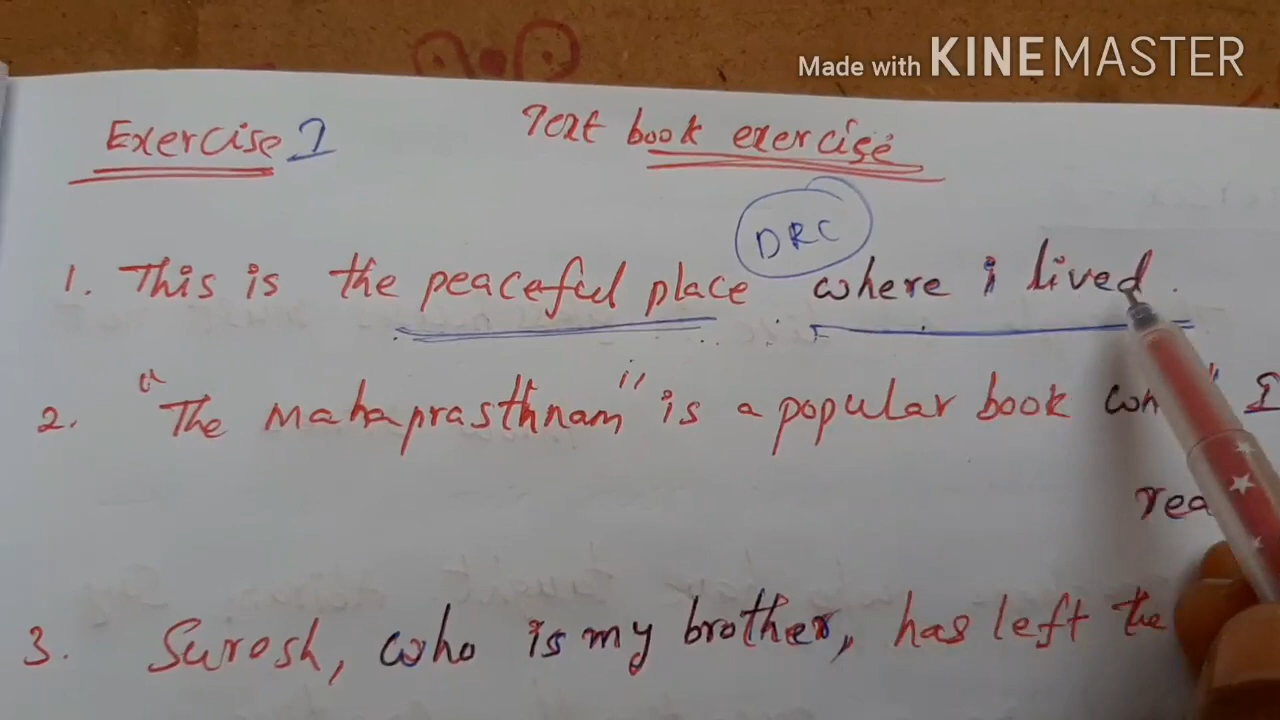 Made with KINEMASTER
Exercise 1 Text book exercise
DRC
1. This is the peaceful place where i lived.
2. "The Mahaprasthnam" is a popular book I
3. Suresh, who is my brother, has left the